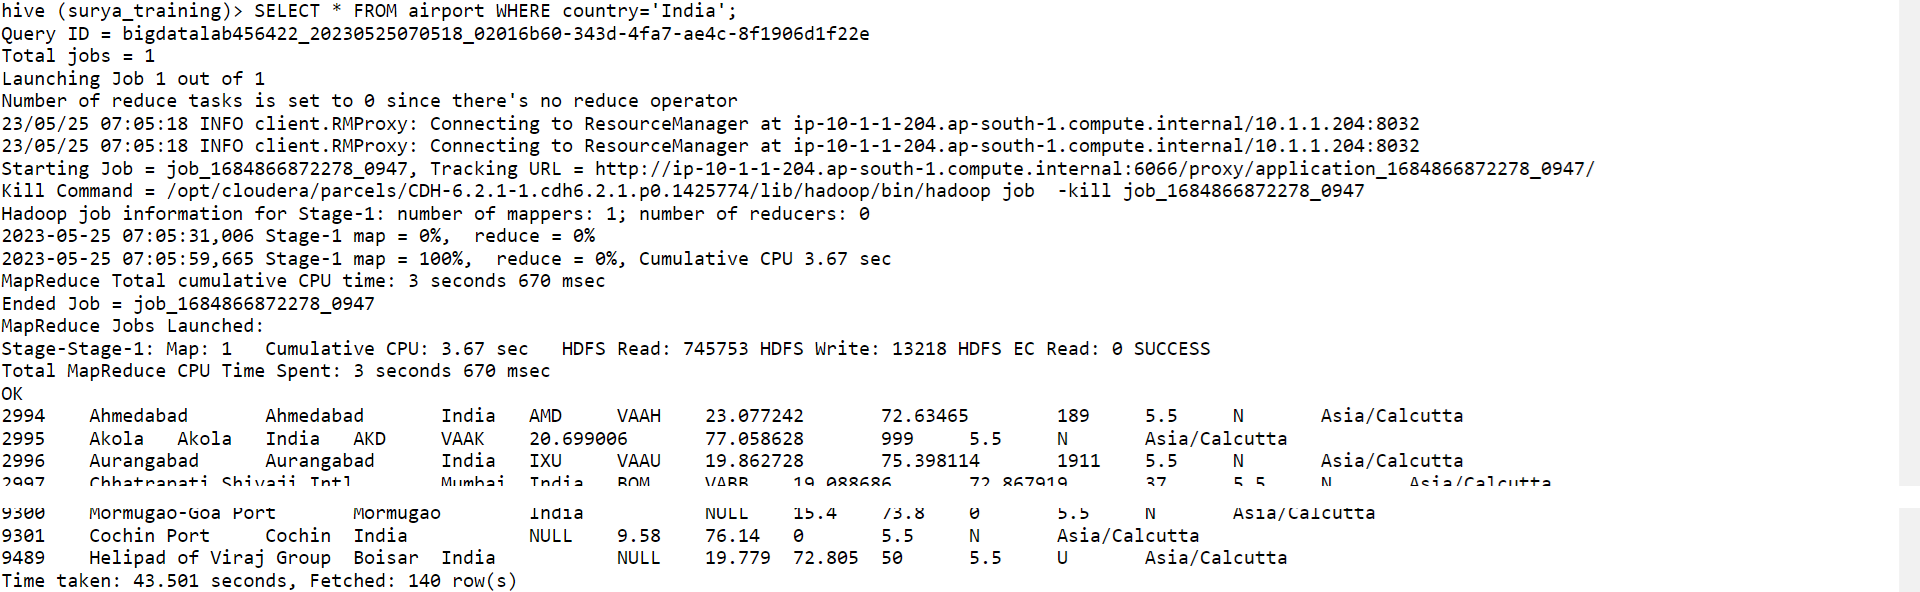 hive (surya_training)> SELECT * FROM airport WHERE country='India';
Query ID = bigdatalab456422_20230525070518_02016b60-343d-4fa7-ae4c-8f1906d1f22e
Total jobs = 1
Launching Job 1 out of 1
Number of reduce tasks is set to 0 since there's no reduce operator
23/05/25 07:05:18 INFO client.RMProxy: Connecting to ResourceManager at ip-10-1-1-204.ap-south-1.compute.internal/10.1.1.204:8032
23/05/25 07:05:18 INFO client.RMProxy: Connecting to ResourceManager at ip-10-1-1-204.ap-south-1.compute.internal/10.1.1.204:8032
Starting Job = job_1684866872278_0947, Tracking URL = http://ip-10-1-1-204.ap-south-1.compute.internal:6066/proxy/application_1684866872278_0947/
Kill Command = /opt/cloudera/parcels/CDH-6.2.1-1.cdh6.2.1.p0.1425774/lib/hadoop/bin/hadoop job  -kill job_1684866872278_0947
Hadoop job information for Stage-1: number of mappers: 1; number of reducers: 0
2023-05-25 07:05:31,006 Stage-1 map = 0%,  reduce = 0%
2023-05-25 07:05:59,665 Stage-1 map = 100%,  reduce = 0%, Cumulative CPU 3.67 sec
MapReduce Total cumulative CPU time: 3 seconds 670 msec
Ended Job = job_1684866872278_0947
MapReduce Jobs Launched:
Stage-Stage-1: Map: 1   Cumulative CPU: 3.67 sec   HDFS Read: 745753 HDFS Write: 13218 HDFS EC Read: 0 SUCCESS
Total MapReduce CPU Time Spent: 3 seconds 670 msec
OK
2994	Ahmedabad	Ahmedabad	India	AMD	VAAH	23.077242	72.63465	189	5.5	N	Asia/Calcutta
2995	Akola	Akola	India	AKD	VAAK	20.699006	77.058628	999	5.5	N	Asia/Calcutta
2996	Aurangabad	Aurangabad	India	IXU	VAAU	19.862728	75.398114	1911	5.5	N	Asia/Calcutta
2997	Chhatrapati Shivaji Intl	Mumbai	India	BOM	VABB	19.088686	72.867919	37	5.5	N	Asia/Calcutta
9300	Mormugao-Goa Port	Mormugao	India	NULL	15.4	73.8	0	5.5	N	Asia/Calcutta
9301	Cochin Port	Cochin	India	NULL	9.58	76.14	0	5.5	N	Asia/Calcutta
9489	Helipad of Viraj Group	Boisar	India	NULL	19.779	72.805	50	5.5	U	Asia/Calcutta
Time taken: 43.501 seconds, Fetched: 140 row(s)